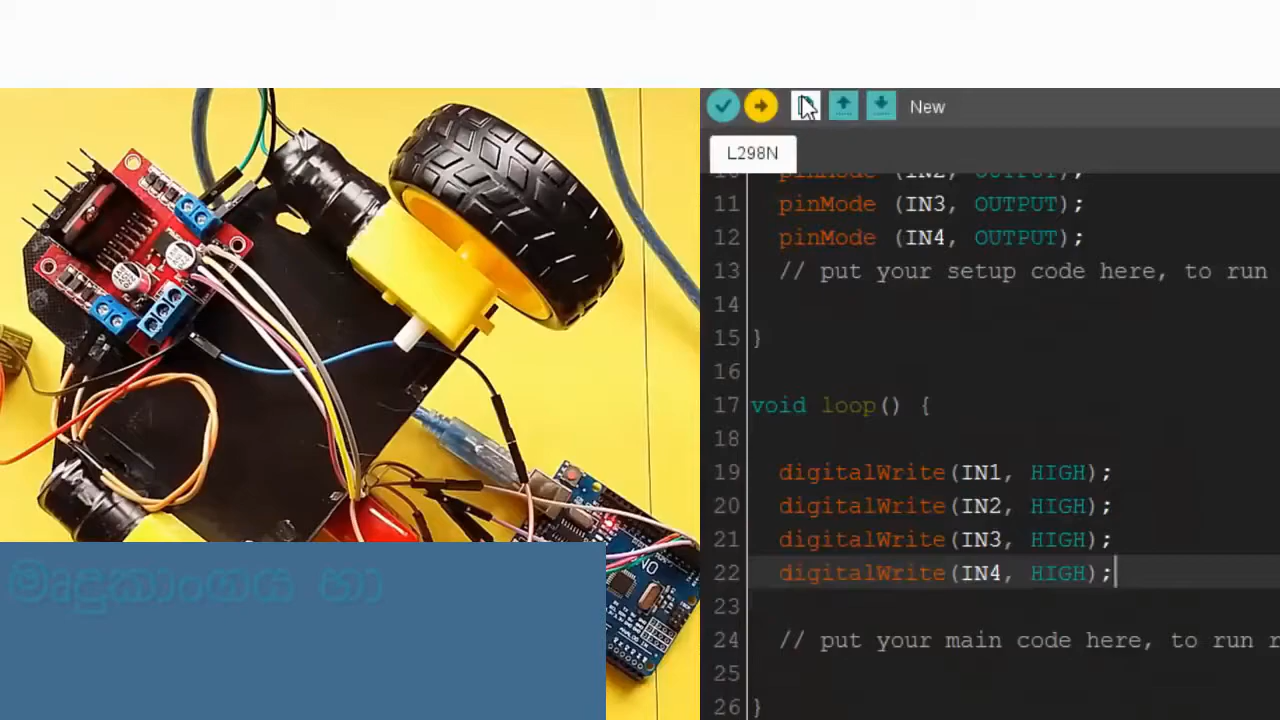 New
L298N
11 pinMode (IN3, OUTPUT);
12 pinMode (IN4, OUTPUT);
13 // put your setup code here, to run
14
15 }
16
17 void loop() {
18
19 digitalWrite(IN1, HIGH);
20 digitalWrite(IN2, HIGH);
21 digitalWrite(IN3, HIGH);
22 digitalWrite(IN4, HIGH);
23
24 // put your main code here, to run
25
26 }
මෘදුකාංගය හා